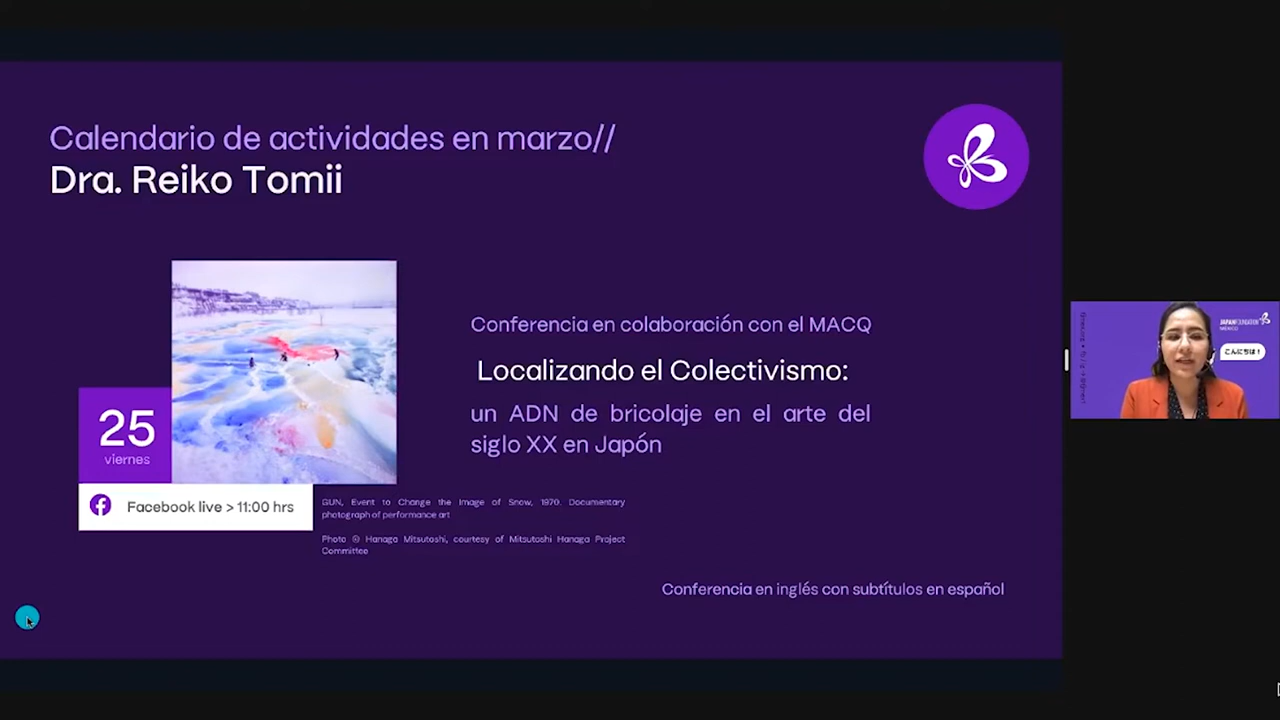 Calendario de actividades en marzo//
Dra. Reiko Tomii
Conferencia en colaboración con el MACQ
Localizando el Colectivismo:
un ADN de bricolaje en el arte del
siglo XX en Japón
25
viernes
Facebook live > 11:00 hrs
GUN, Event to Change the Image of Snow, 1970. Documentary
photograph of performance art
Photo © Hanaga Mitsutoshi, courtesy of Mitsutoshi Hanaga Project
Committee
Conferencia en inglés con subtítulos en español
JAPANFOUNDATION
MÉXICO
こんにちは!